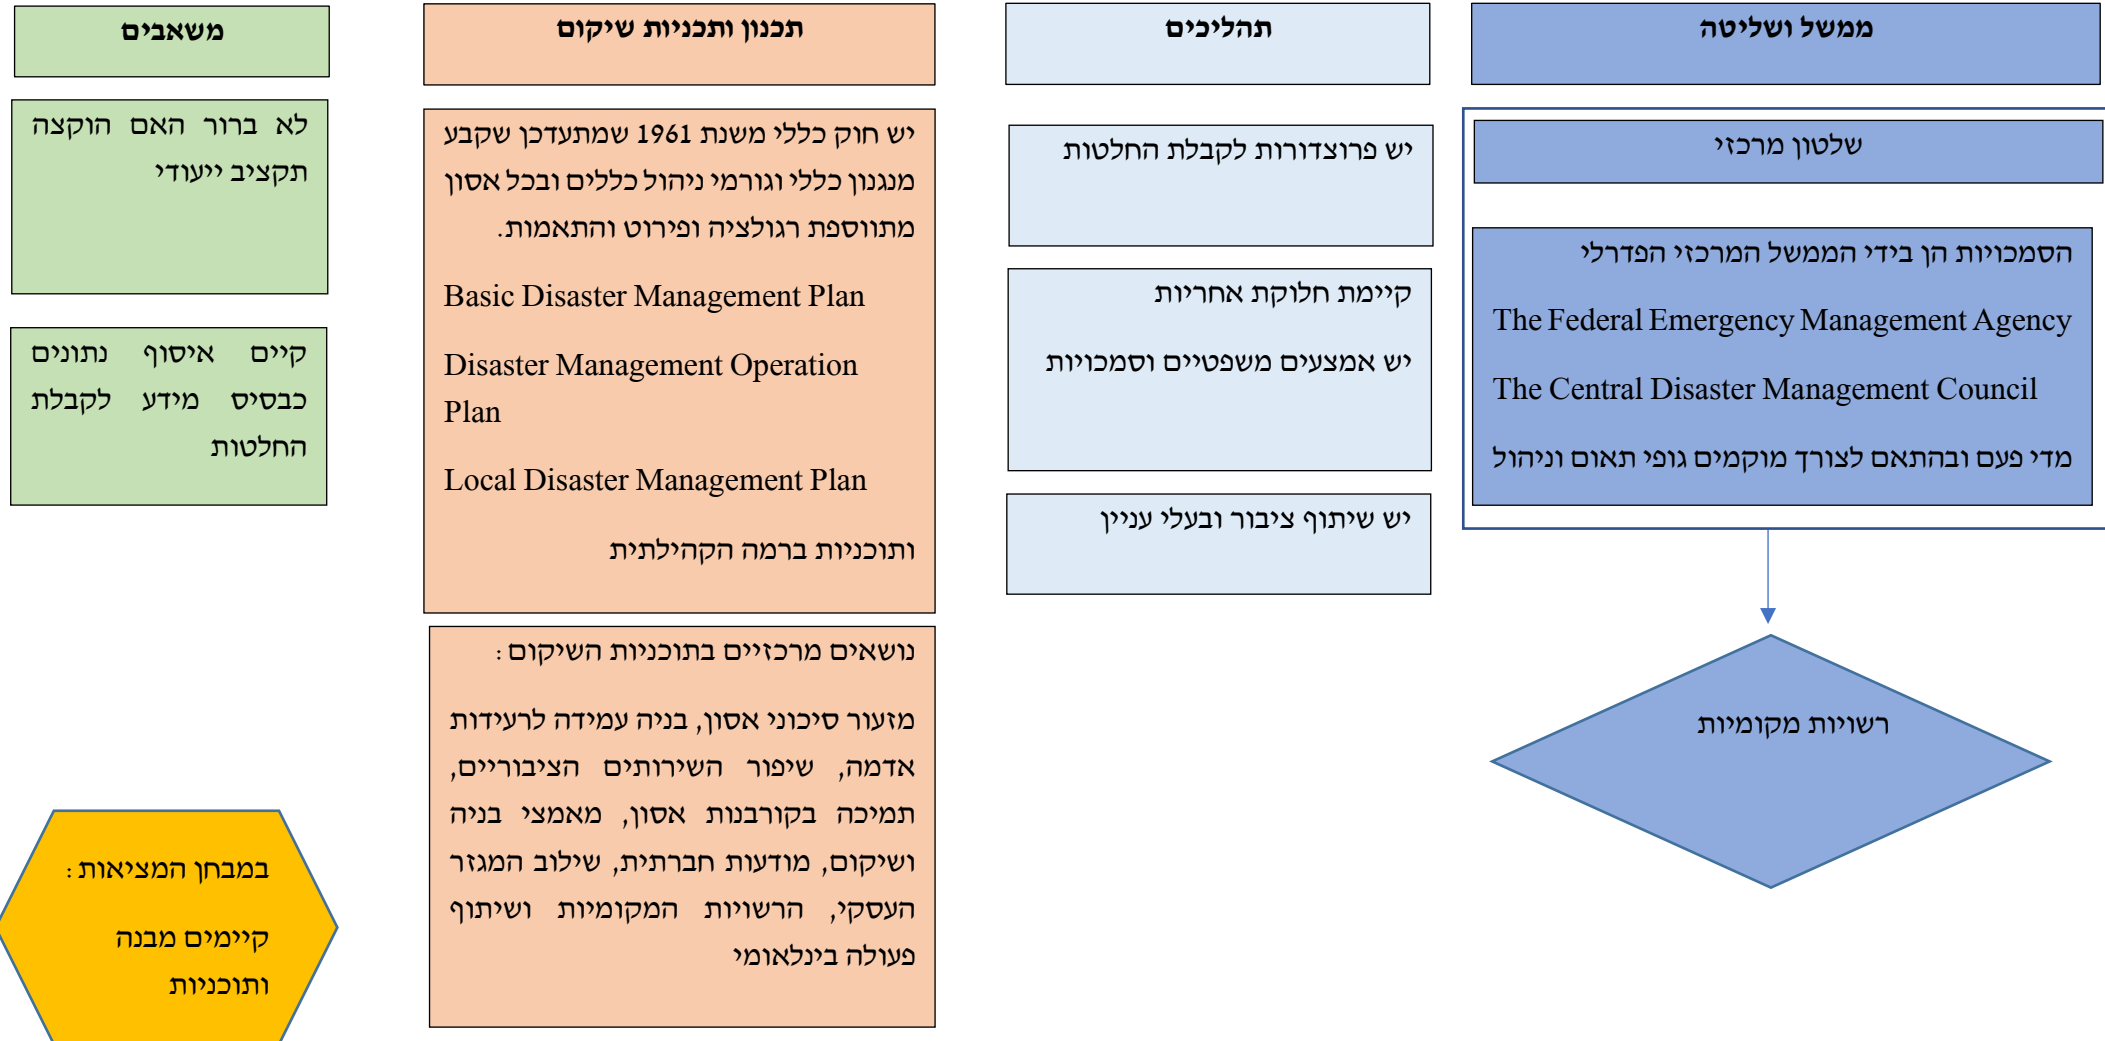 ממשל ושליטה
שלטון מרכזי
הסמכויות הן בידי הממשל המרכזי הפדרלי
The Federal Emergency Management Agency
The Central Disaster Management Council
מדי פעם ובהתאם לצורך מוקמים גופי תאום וניהול
רשויות מקומיות
תהליכים
יש פרוצדורות לקבלת החלטות
קיימת חלוקת אחריות
יש אמצעים משפטיים וסמכויות
יש שיתוף ציבור ובעלי עניין
תכנון ותכניות שיקום
יש חוק כללי משנת 1961 שמתעדכן שקבע
מנגנון כללי וגורמי ניהול כללים ובכל אסון
מתווספת רגולציה ופירוט והתאמות.
Basic Disaster Management Plan
Disaster Management Operation
Plan
Local Disaster Management Plan
ותוכניות ברמה הקהילתית
נושאים מרכזיים בתוכניות השיקום:
מזעור סיכוני אסון, בניה עמידה לרעידות
אדמה, שיפור השירותים הציבוריים,
תמיכה בקורבנות אסון, מאמצי בניה
ושיקום, מודעות חברתית, שילוב המגזר
העסקי, הרשויות המקומיות ושיתוף
פעולה בינלאומי
משאבים
לא ברור האם הוקצה
תקציב ייעודי
קיים איסוף נתונים
כבסיס מידע לקבלת
החלטות
במבחן המציאות:
קיימים מבנה
ותוכניות